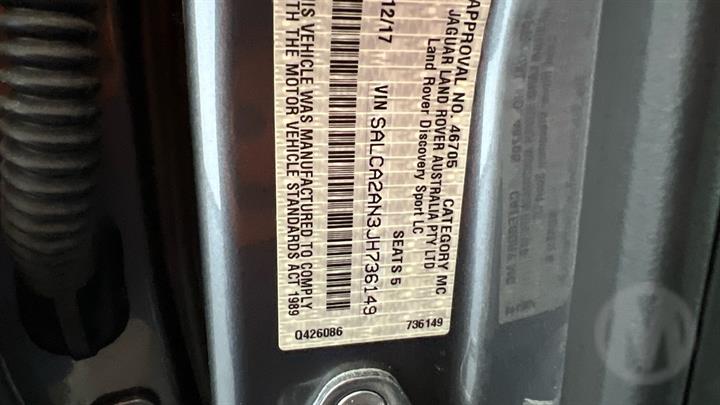 APPROVAL NO. 46705 CATEGORY MC
JAGUAR LAND ROVER AUSTRALIA PTY LTD
Land Rover Discovery Sport LC
SEATS 5
VIN SALCA2AN3JH736149
12/17
THIS VEHICLE WAS MANUFACTURED TO COMPLY
WITH THE MOTOR VEHICLE STANDARDS ACT 1989
Q426086 736149
M